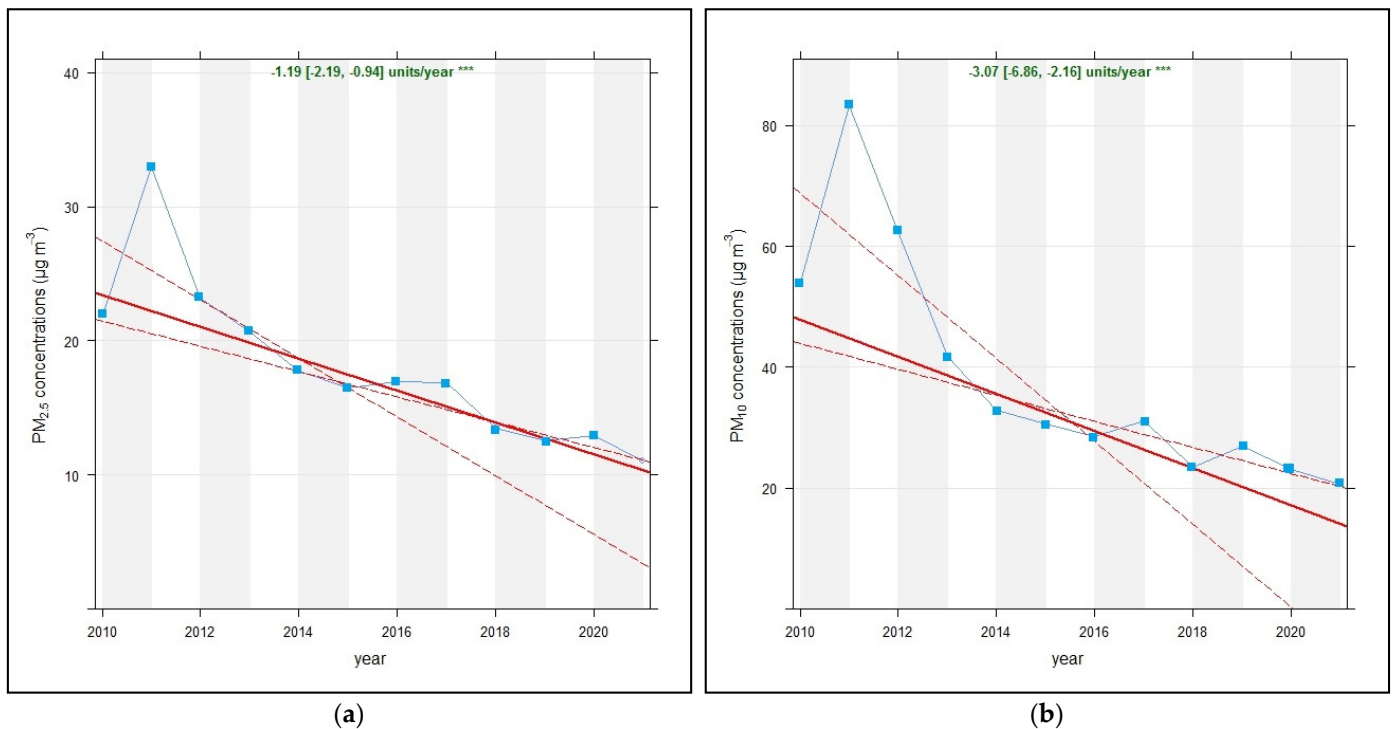 -1.19 [-2.19, -0.94] units/year ***
40
30
20
10
PM2.5 concentrations (µg m−3)
2010 2012 2014 2016 2018 2020
year
(a)
-3.07 [-6.86, -2.16] units/year ***
80
60
40
20
PM10 concentrations (µg m−3)
2010 2012 2014 2016 2018 2020
year
(b)